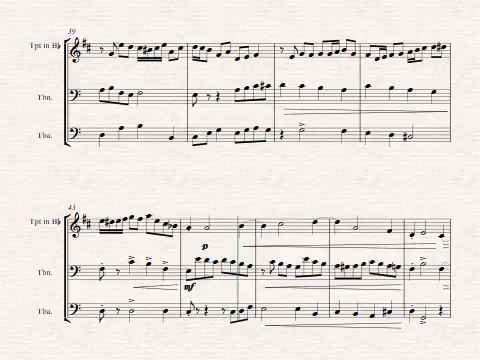 39
Tpt in B♭
Tbn.
Tba.
43
Tpt in B♭
p
Tbn.
mf
Tba.